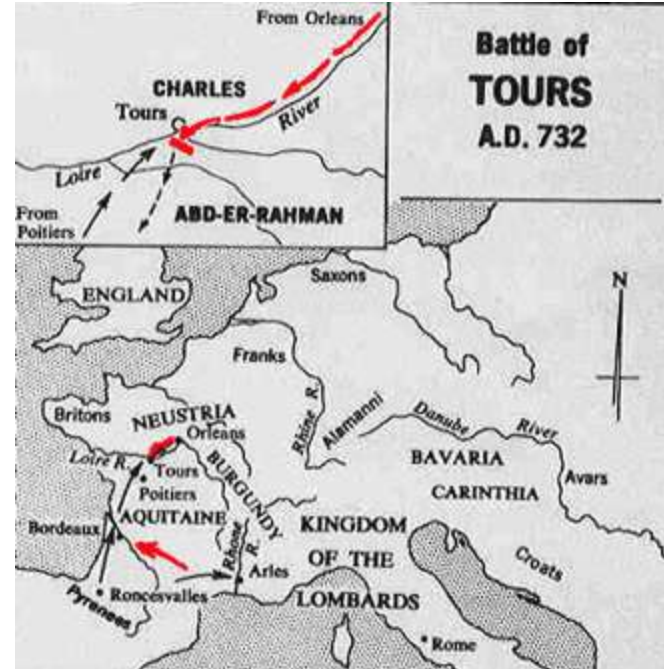 From Orleans
CHARLES
Tours
River
Loire
From
Poitiers
ABD-ER-RAHMAN
Battle of
TOURS
A.D. 732
ENGLAND
Saxons
N
Franks
Rhine R.
Alamanni
Danube
River
Britons
NEUSTRIA
Orleans
Loire R.
Tours
Poitiers
BURGUNDY
BAVARIA
CARINTHIA
Avars
Bordeaux
AQUITAINE
Rhone
R.
KINGDOM
OF THE
LOMBARDS
Croats
Arles
Roncesvalles
Pyrenees
Rome